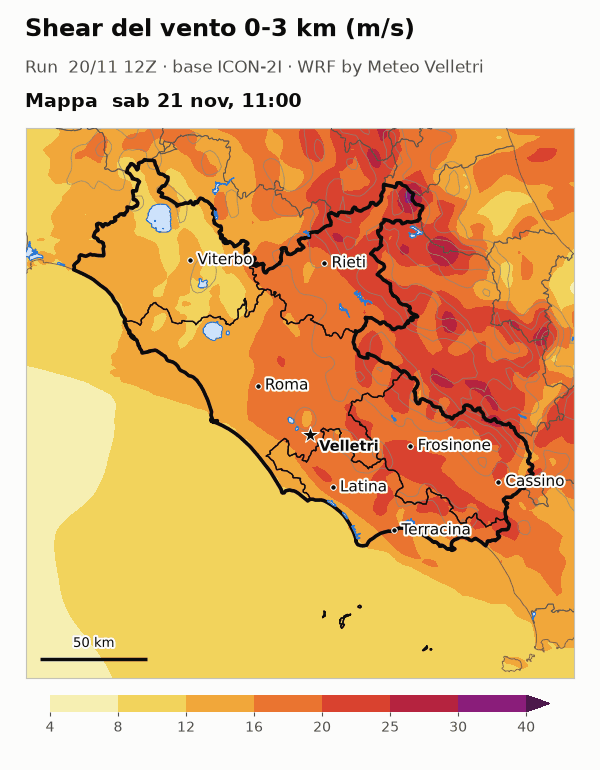 Shear del vento 0-3 km (m/s)
Run  20/11 12Z · base ICON-2I · WRF by Meteo Velletri
Mappa  sab 21 nov, 11:00
Viterbo
Rieti
Roma
Velletri
Frosinone
Latina
Cassino
Terracina
50 km
4 8 12 16 20 25 30 40